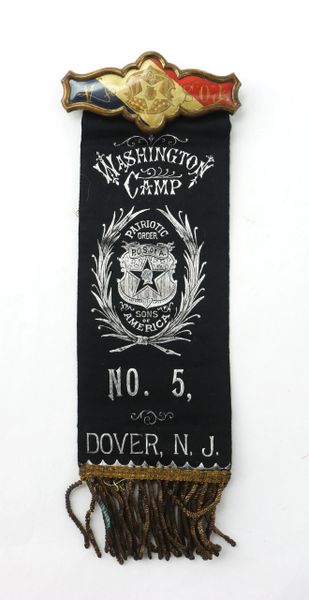 WASHINGTON
CAMP
PATRIOTIC
ORDER
P.O.S. of A.
SONS
OF
AMERICA
NO. 5,
DOVER, N. J.